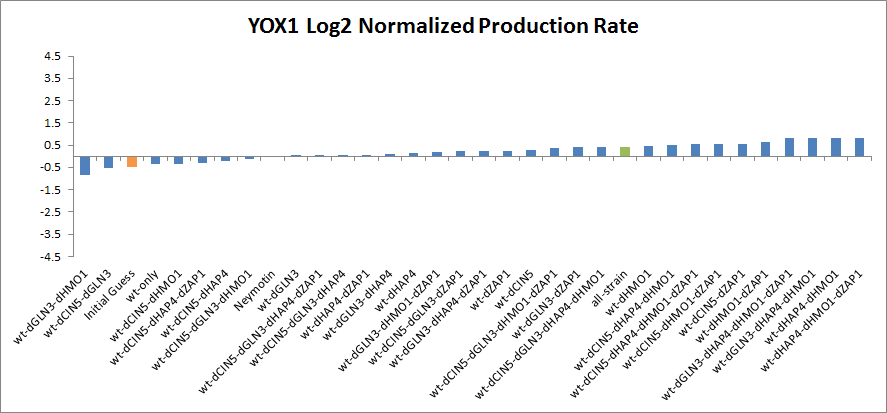 YOX1 Log2 Normalized Production Rate
4.5
3.5
2.5
1.5
0.5
-0.5
-1.5
-2.5
-3.5
-4.5
wt-dGLN3-dHMO1
wt-dCIN5-dGLN3
Initial Guess
wt-only
wt-dCIN5-dHMO1
wt-dCIN5-dHAP4-dZAP1
wt-dCIN5-dHAP4
wt-dCIN5-dGLN3-dHMO1
Neymotin
wt-dGLN3
wt-dCIN5-dGLN3-dHAP4-dZAP1
wt-dCIN5-dGLN3-dHAP4
wt-dHAP4-dZAP1
wt-dGLN3-dHAP4
wt-dHAP4
wt-dGLN3-dHMO1-dZAP1
wt-dCIN5-dGLN3-dZAP1
wt-dGLN3-dHAP4-dZAP1
wt-dZAP1
wt-dCIN5
wt-dCIN5-dGLN3-dHMO1-dZAP1
wt-dGLN3-dZAP1
wt-dCIN5-dGLN3-dHAP4-dHMO1
all-strain
wt-dHMO1
wt-dCIN5-dHAP4-dHMO1
wt-dCIN5-dHAP4-dHMO1-dZAP1
wt-dCIN5-dHMO1-dZAP1
wt-dCIN5-dZAP1
wt-dHMO1-dZAP1
wt-dGLN3-dHAP4-dHMO1-dZAP1
wt-dGLN3-dHAP4-dHMO1
wt-dHAP4-dHMO1
wt-dHAP4-dHMO1-dZAP1